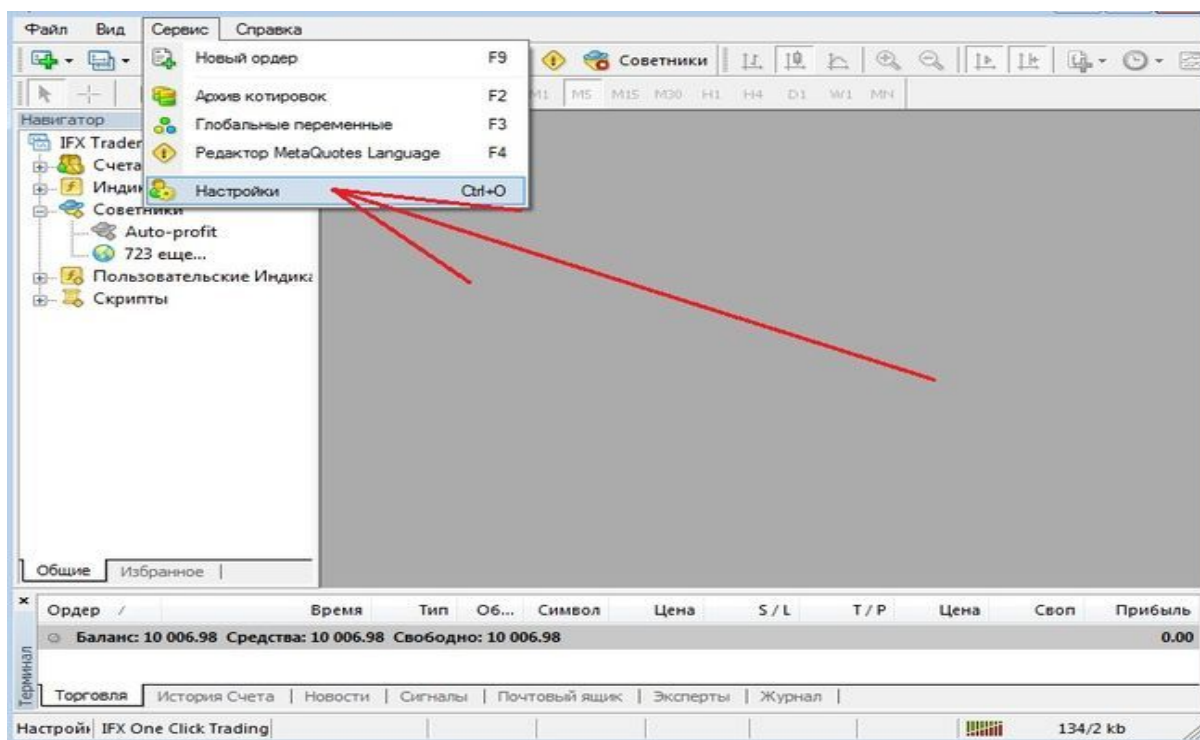 Файл Вид Сервис Справка
Новый ордер F9
Советники
Архив котировок F2
M1 M5 M15 M30 H1 H4 D1 W1 MN
Глобальные переменные F3
Редактор MetaQuotes Language F4
Настройки Ctrl+O
Навигатор
IFX Trader
Счета
Советники
Auto-profit
723 еще...
Скрипты
Общие Избранное
Ордер Время Тип Об... Символ Цена S / L T / P Цена Своп Прибыль
Баланс: 10 006.98 Средства: 10 006.98 Свободно: 10 006.98 0.00
Терминал
Торговля История Счета Новости Сигналы Почтовый ящик Эксперты Журнал
IFX One Click Trading 134/2 kb